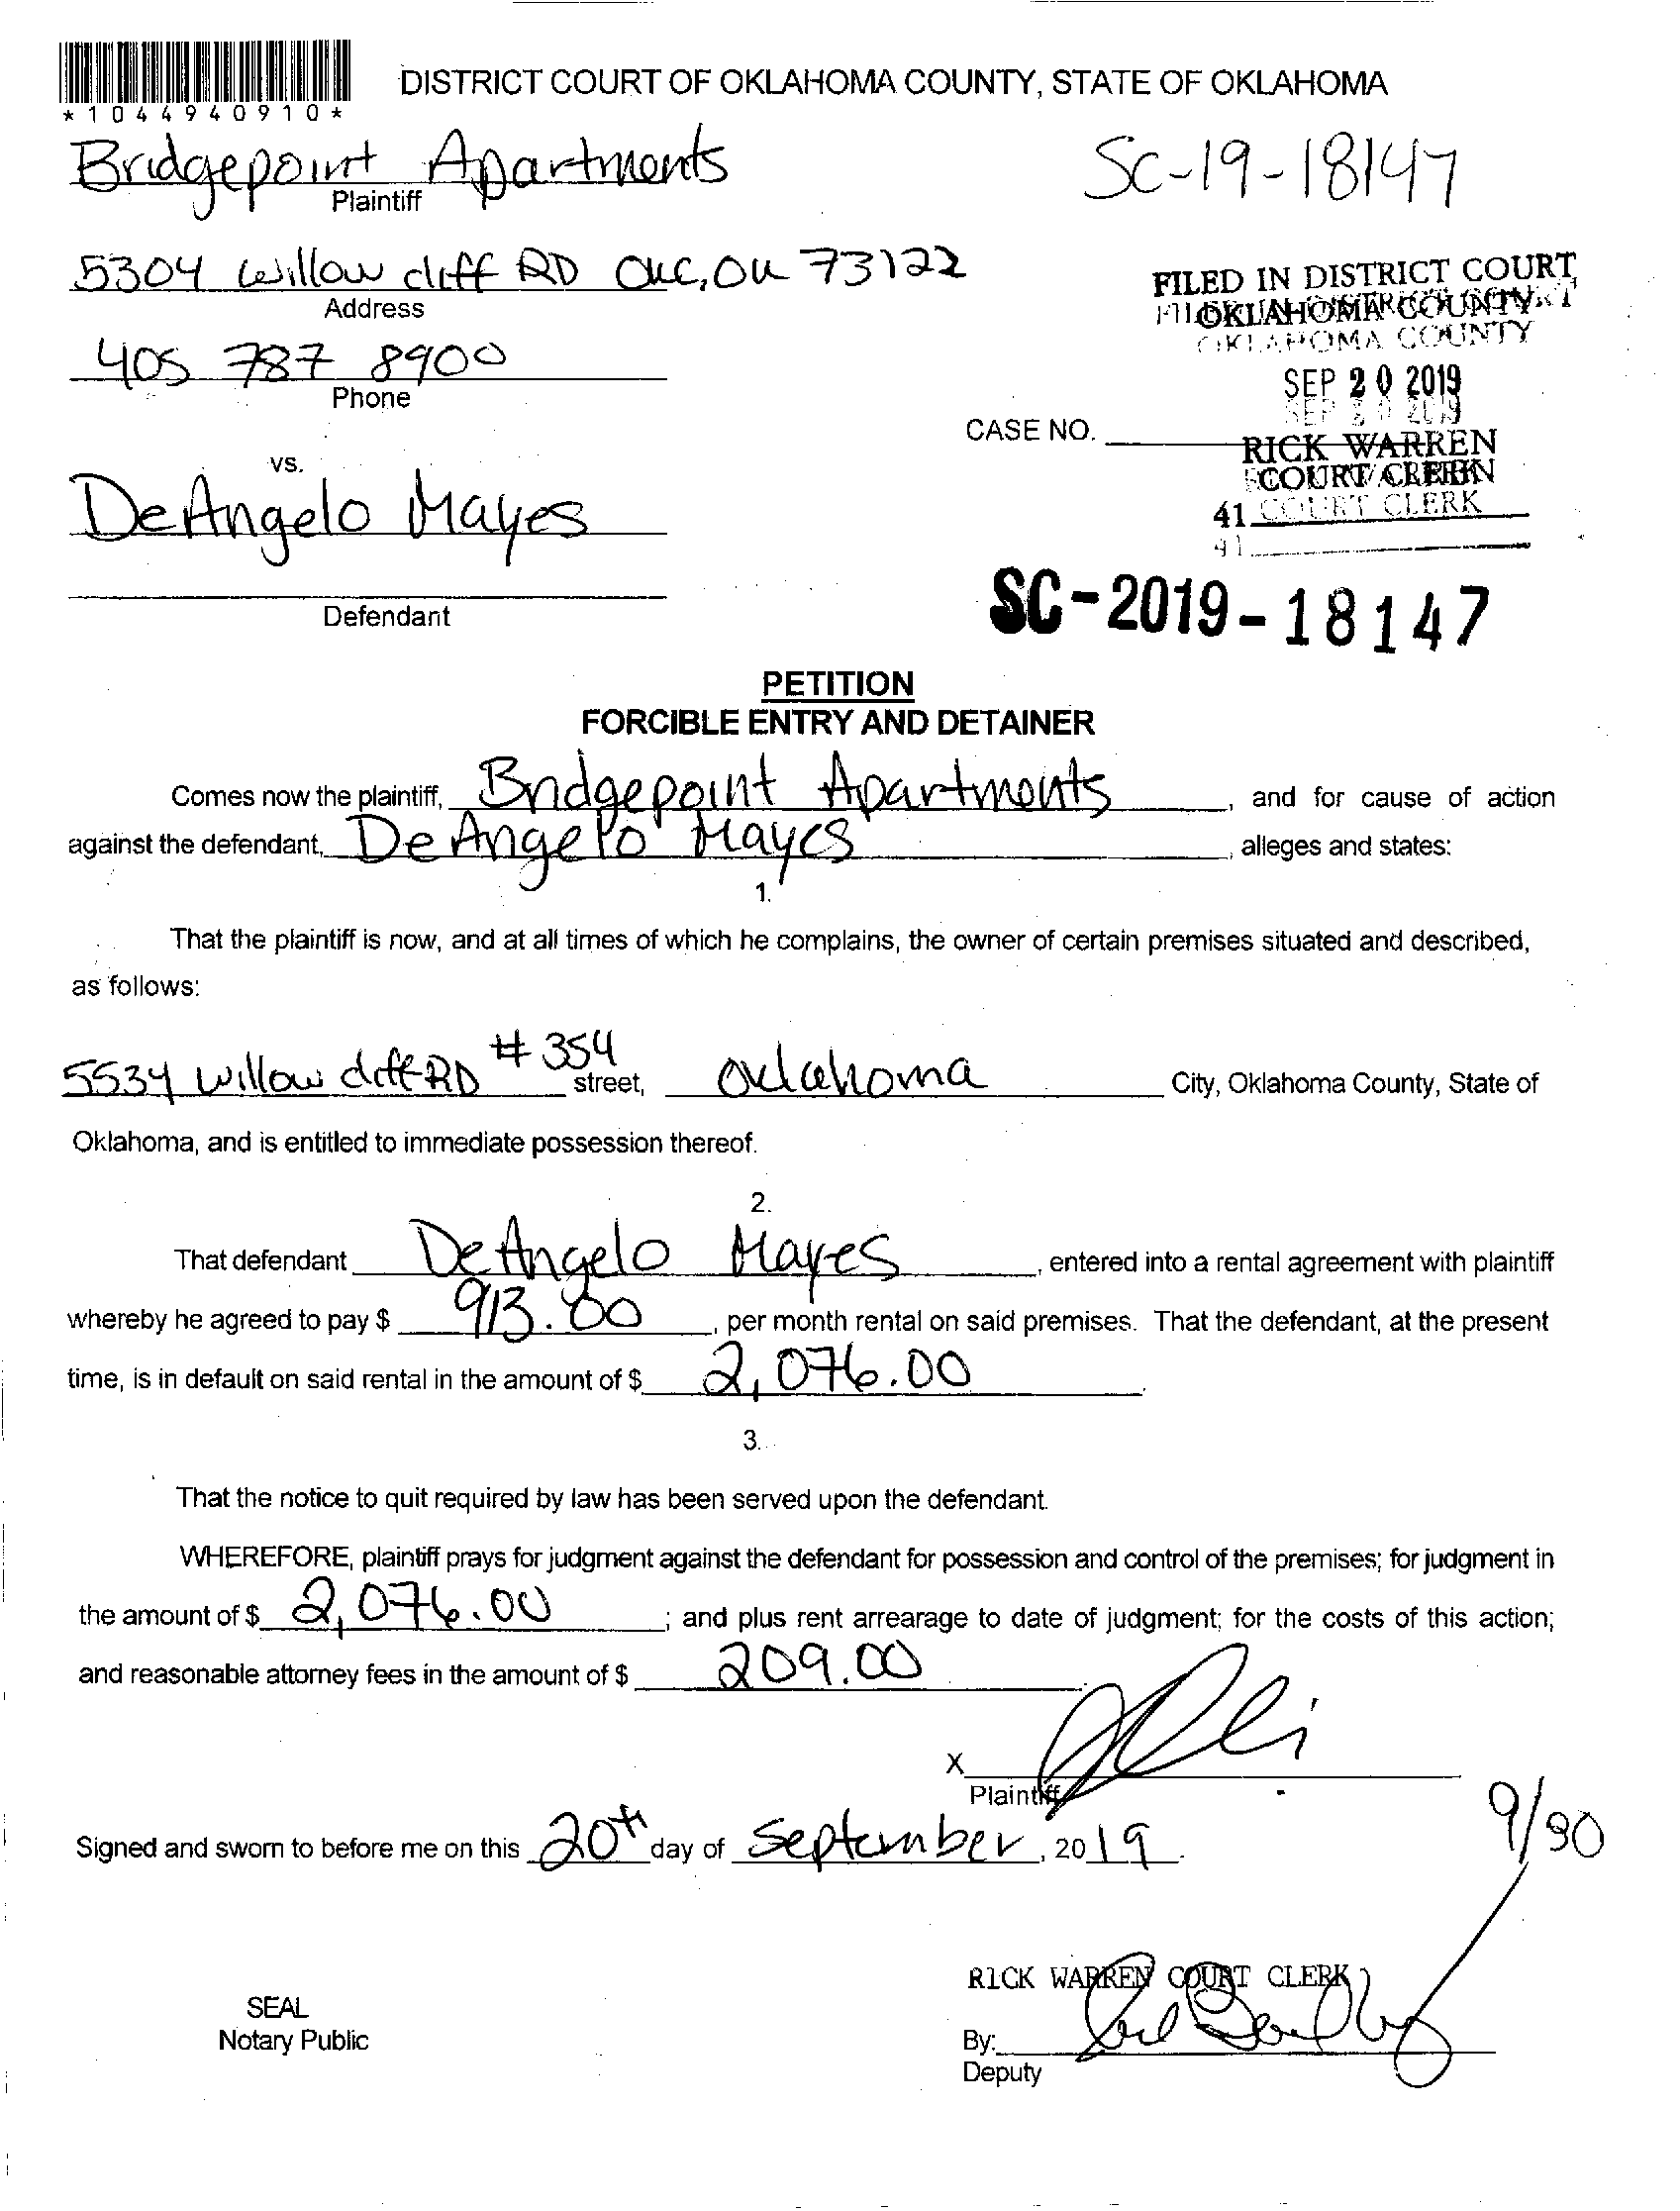 *1044940910*
DISTRICT COURT OF OKLAHOMA COUNTY, STATE OF OKLAHOMA
Bridgepoint Apartments
Plaintiff
SC-19-18147
5304 Willow cliff RD OKC, OK 73122
Address
FILED IN DISTRICT COURT
OKLAHOMA COUNTY
OKLAHOMA COUNTY
405 787 8900
Phone
SEP 20 2019
SEP 20 2019
CASE NO.
RICK WARREN
COURT CLERK
vs.
41 COURT CLERK
41
DeAngelo Mayes
Defendant
SC-2019-18147
PETITION
FORCIBLE ENTRY AND DETAINER
Comes now the plaintiff, Bridgepoint Apartments, and for cause of action
against the defendant, DeAngelo Mayes, alleges and states:
1.
That the plaintiff is now, and at all times of which he complains, the owner of certain premises situated and described,
as follows:
5534 Willow cliff RD #354 street, Oklahoma City, Oklahoma County, State of
Oklahoma, and is entitled to immediate possession thereof.
2.
That defendant DeAngelo Mayes, entered into a rental agreement with plaintiff
whereby he agreed to pay $ 913.00, per month rental on said premises. That the defendant, at the present
time, is in default on said rental in the amount of $ 2,076.00.
3.
That the notice to quit required by law has been served upon the defendant.
WHEREFORE, plaintiff prays for judgment against the defendant for possession and control of the premises; for judgment in
the amount of $ 2,076.00; and plus rent arrearage to date of judgment; for the costs of this action;
and reasonable attorney fees in the amount of $ 209.00.
X
Plaintiff
9/30
Signed and sworn to before me on this 20th day of September, 2019.
RICK WARREN COURT CLERK
SEAL
Notary Public
By:
Deputy